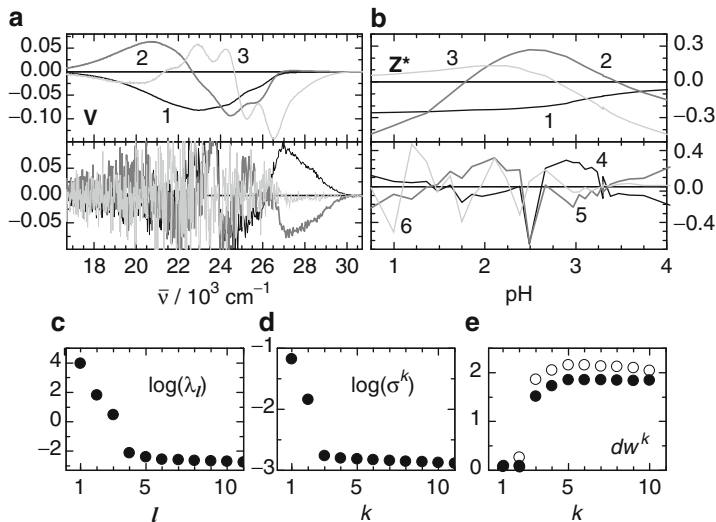 a
b
0.05
0.00
−0.05
−0.10
2
3
V
1
3
Z*
2
1
0.3
0.0
−0.3
0.05
0.00
−0.05
4
5
6
0.4
0.0
−0.4
18 20 22 24 26 28 30
1 2 3 4
ν̄ / 10³ cm⁻¹
pH
c
d
e
4
2
0
−2
log(λ_l)
1 5 10
l
−1
−2
−3
log(σ^k)
1 5 10
k
2
1
0
dw^k
1 5 10
k